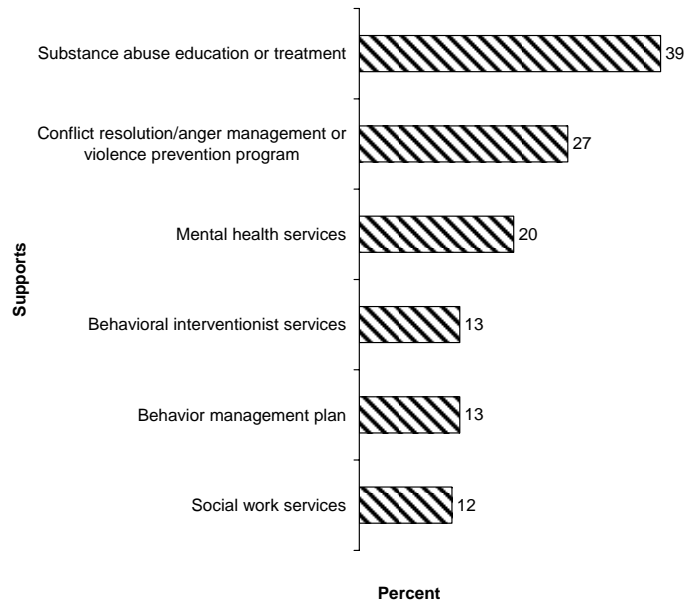 Substance abuse education or treatment
39
Conflict resolution/anger management or
violence prevention program
27
Mental health services
20
Supports
Behavioral interventionist services
13
Behavior management plan
13
Social work services
12
Percent